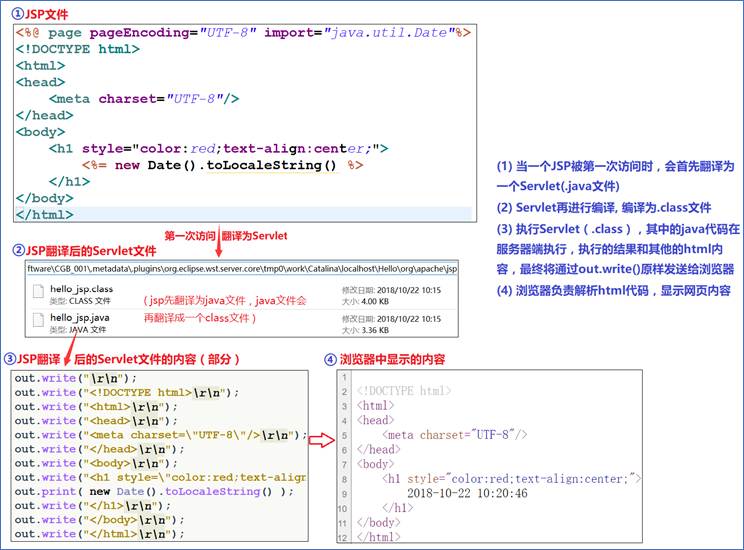 ①JSP文件
<%@ page pageEncoding="UTF-8" import="java.util.Date"%>
<!DOCTYPE html>
<html>
<head>
<meta charset="UTF-8"/>
</head>
<body>
<h1 style="color:red;text-align:center;">
<%= new Date().toLocaleString() %>
</h1>
</body>
</html>
第一次访问 翻译为Servlet
②JSP翻译后的Servlet文件
ftware\CGB_001\.metadata\.plugins\org.eclipse.wst.server.core\tmp0\work\Catalina\localhost\Hello\org\apache\jsp
hello_jsp.class
类型: CLASS 文件
（jsp先翻译为java文件，java文件会
修改日期: 2018/10/22 10:15
大小: 4.00 KB
hello_jsp.java
类型: JAVA 文件
再翻译成一个class文件）
修改日期: 2018/10/22 10:15
大小: 3.36 KB
③JSP翻译 后的Servlet文件的内容（部分）
out.write("\r\n");
out.write("<!DOCTYPE html>\r\n");
out.write("<html>\r\n");
out.write("<head>\r\n");
out.write("<meta charset=\"UTF-8\"/>\r\n");
out.write("</head>\r\n");
out.write("<body>\r\n");
out.write("<h1 style=\"color:red;text-align
out.print( new Date().toLocaleString() );
out.write("</h1>\r\n");
out.write("</body>\r\n");
out.write("</html>\r\n");
④ 浏览器中显示的内容
1
2 <!DOCTYPE html>
3 <html>
4 <head>
5 <meta charset="UTF-8"/>
6 </head>
7 <body>
8 <h1 style="color:red;text-align:center;">
9 2018-10-22 10:20:46
10 </h1>
11 </body>
12 </html>
(1) 当一个JSP被第一次访问时，会首先翻译为
一个Servlet(.java文件)
(2) Servlet再进行编译, 编译为.class文件
(3) 执行Servlet（.class），其中的java代码在
服务器端执行，执行的结果和其他的html内
容，最终将通过out.write()原样发送给浏览器
(4) 浏览器负责解析html代码，显示网页内容